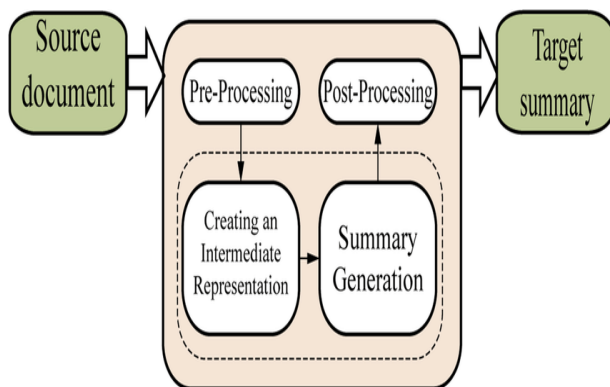 Source
document
Pre-Processing
Post-Processing
Target
summary
Creating an
Intermediate
Representation
Summary
Generation